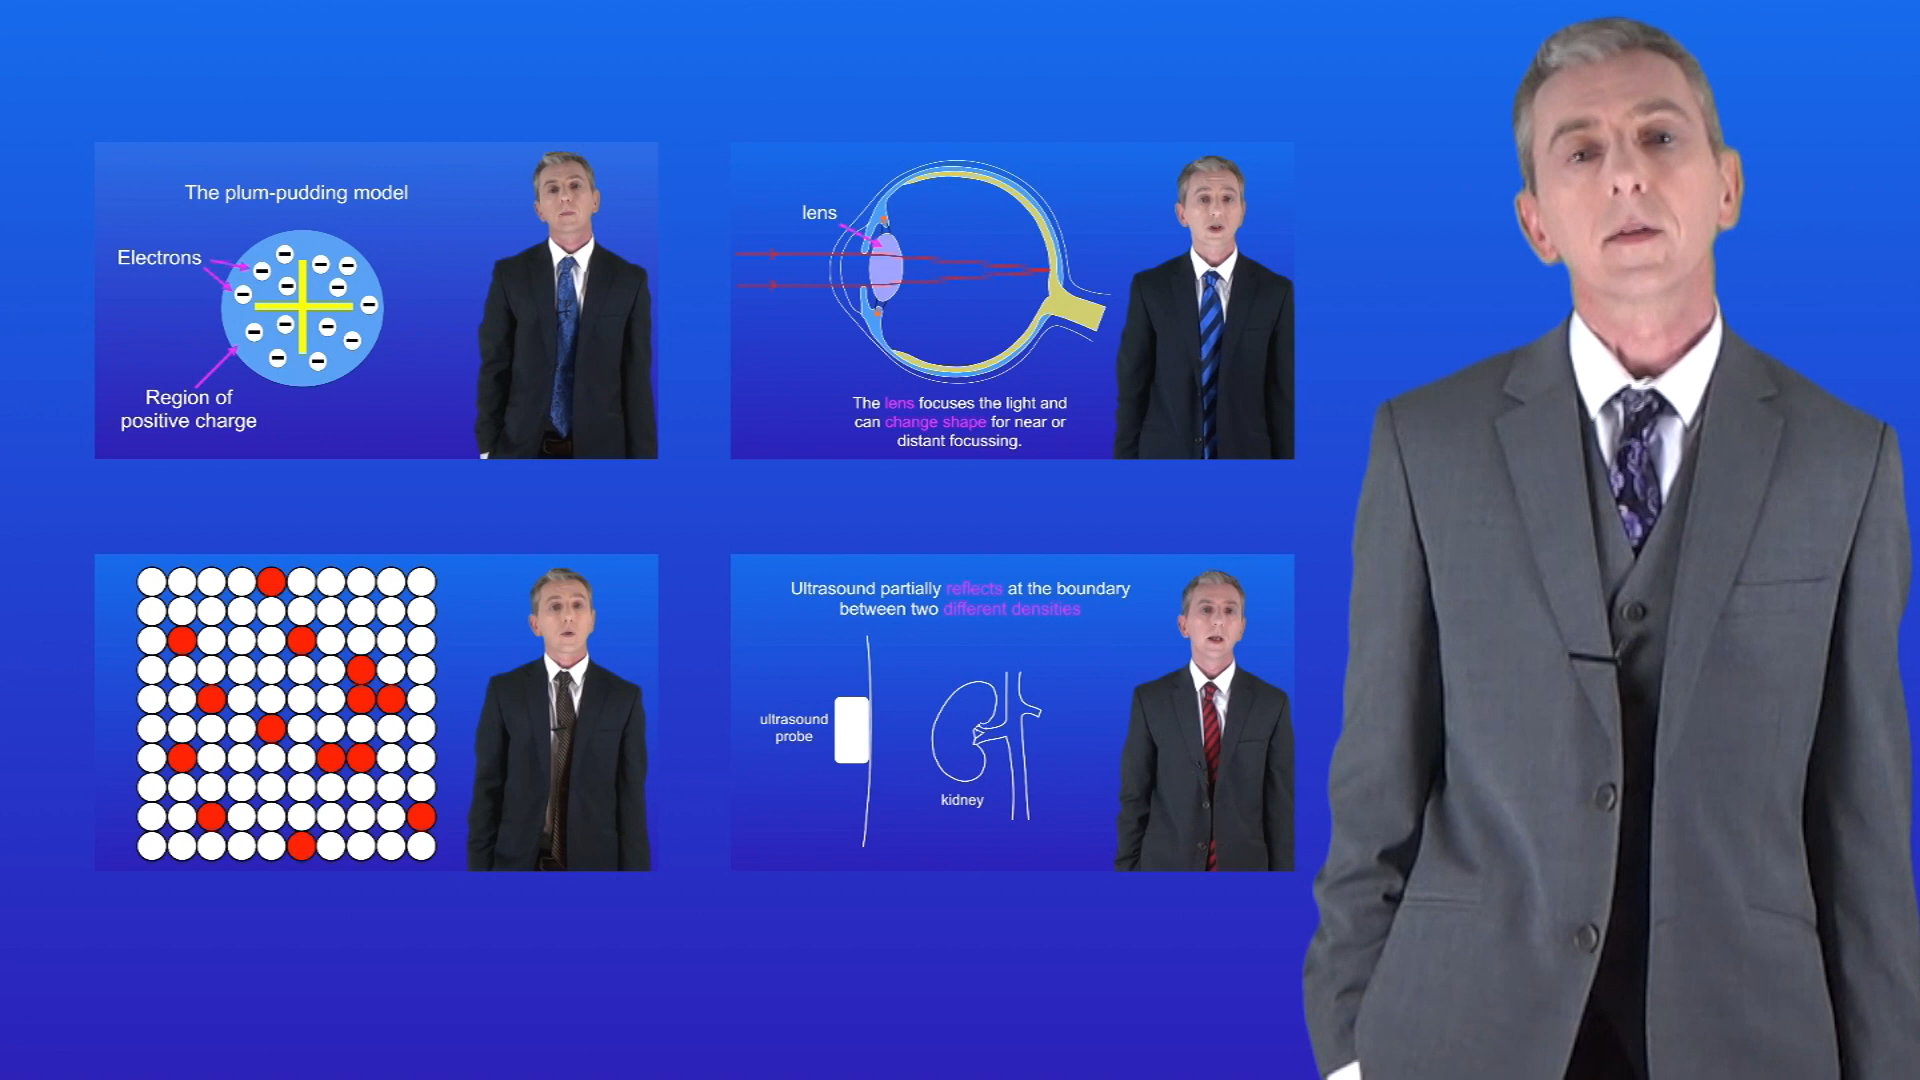 The plum-pudding model
Electrons
Region of
positive charge
lens
The lens focuses the light and
can change shape for near or
distant focussing.
Ultrasound partially reflects at the boundary
between two different densities
ultrasound
probe
kidney